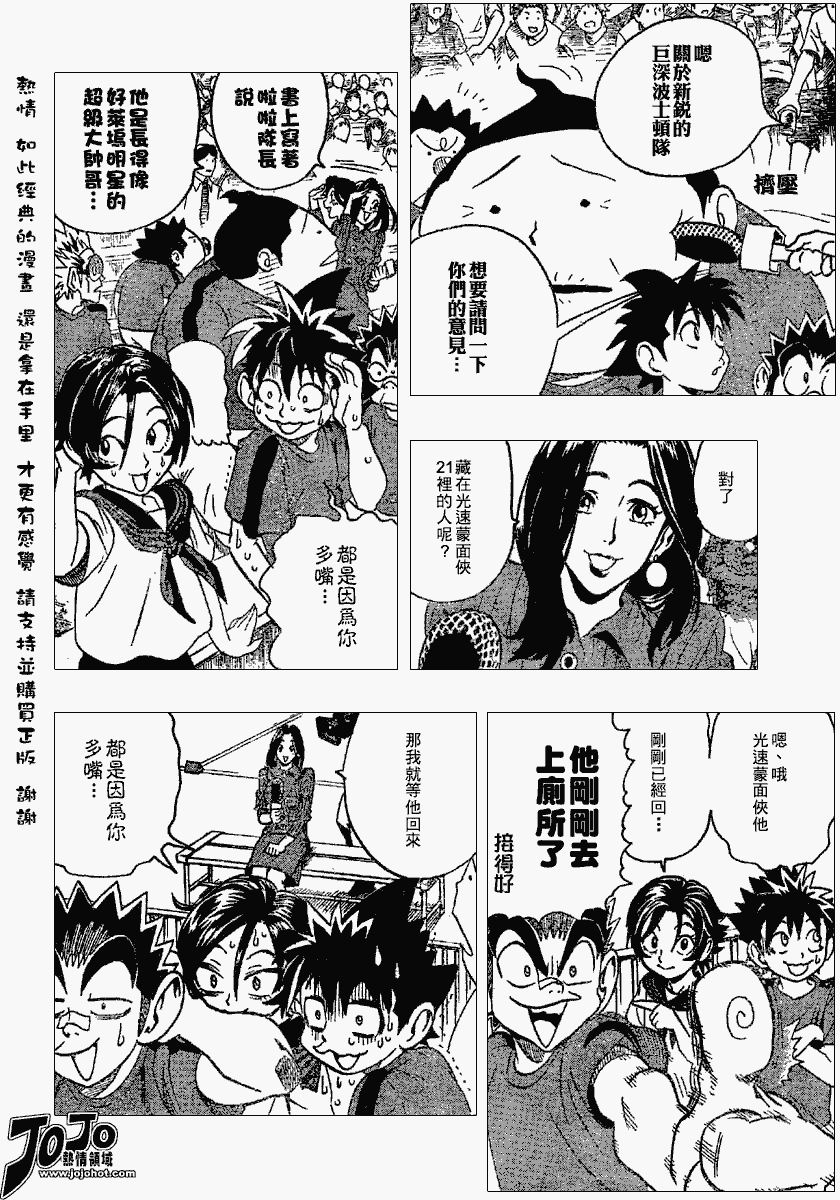 嗯
關於新銳的
巨深波士頓隊
擠壓
想要請問一下
你們的意見…
書上寫著
啦啦隊長
說
他是長得像
好萊塢明星的
超級大帥哥…
都是因為你
多嘴…
對了
藏在光速蒙面俠
21裡的人呢？
嗯、哦
光速蒙面俠他
剛剛已經回…
他剛剛去
上廁所了
掊得好
那我就等他回來
都是因為你
多嘴…
熱情 如此經典的漫畫 還是拿在手里 才更有感覺 請支持並購買正版 謝謝
JOJO
熱情領域
www.jojohot.com